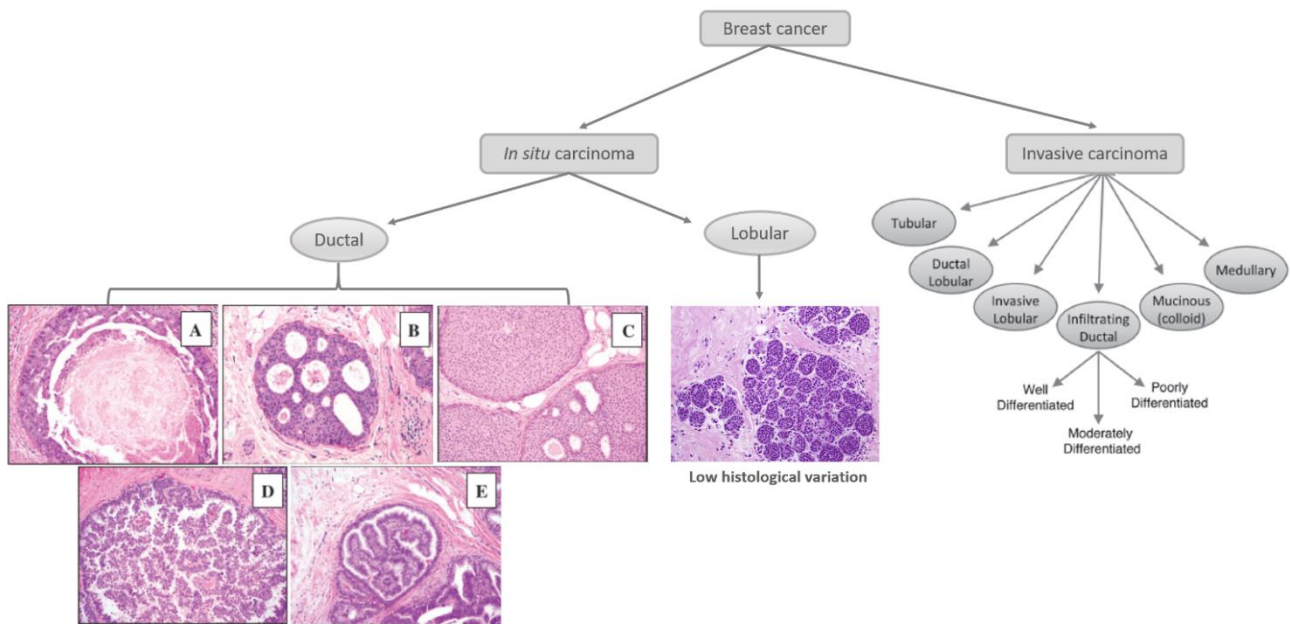 Breast cancer
In situ carcinoma
Invasive carcinoma
Ductal
Lobular
Tubular
Ductal
Lobular
Invasive
Lobular
Infiltrating
Ductal
Mucinous
(colloid)
Medullary
A
B
C
D
E
Low histological variation
Well
Differentiated
Moderately
Differentiated
Poorly
Differentiated